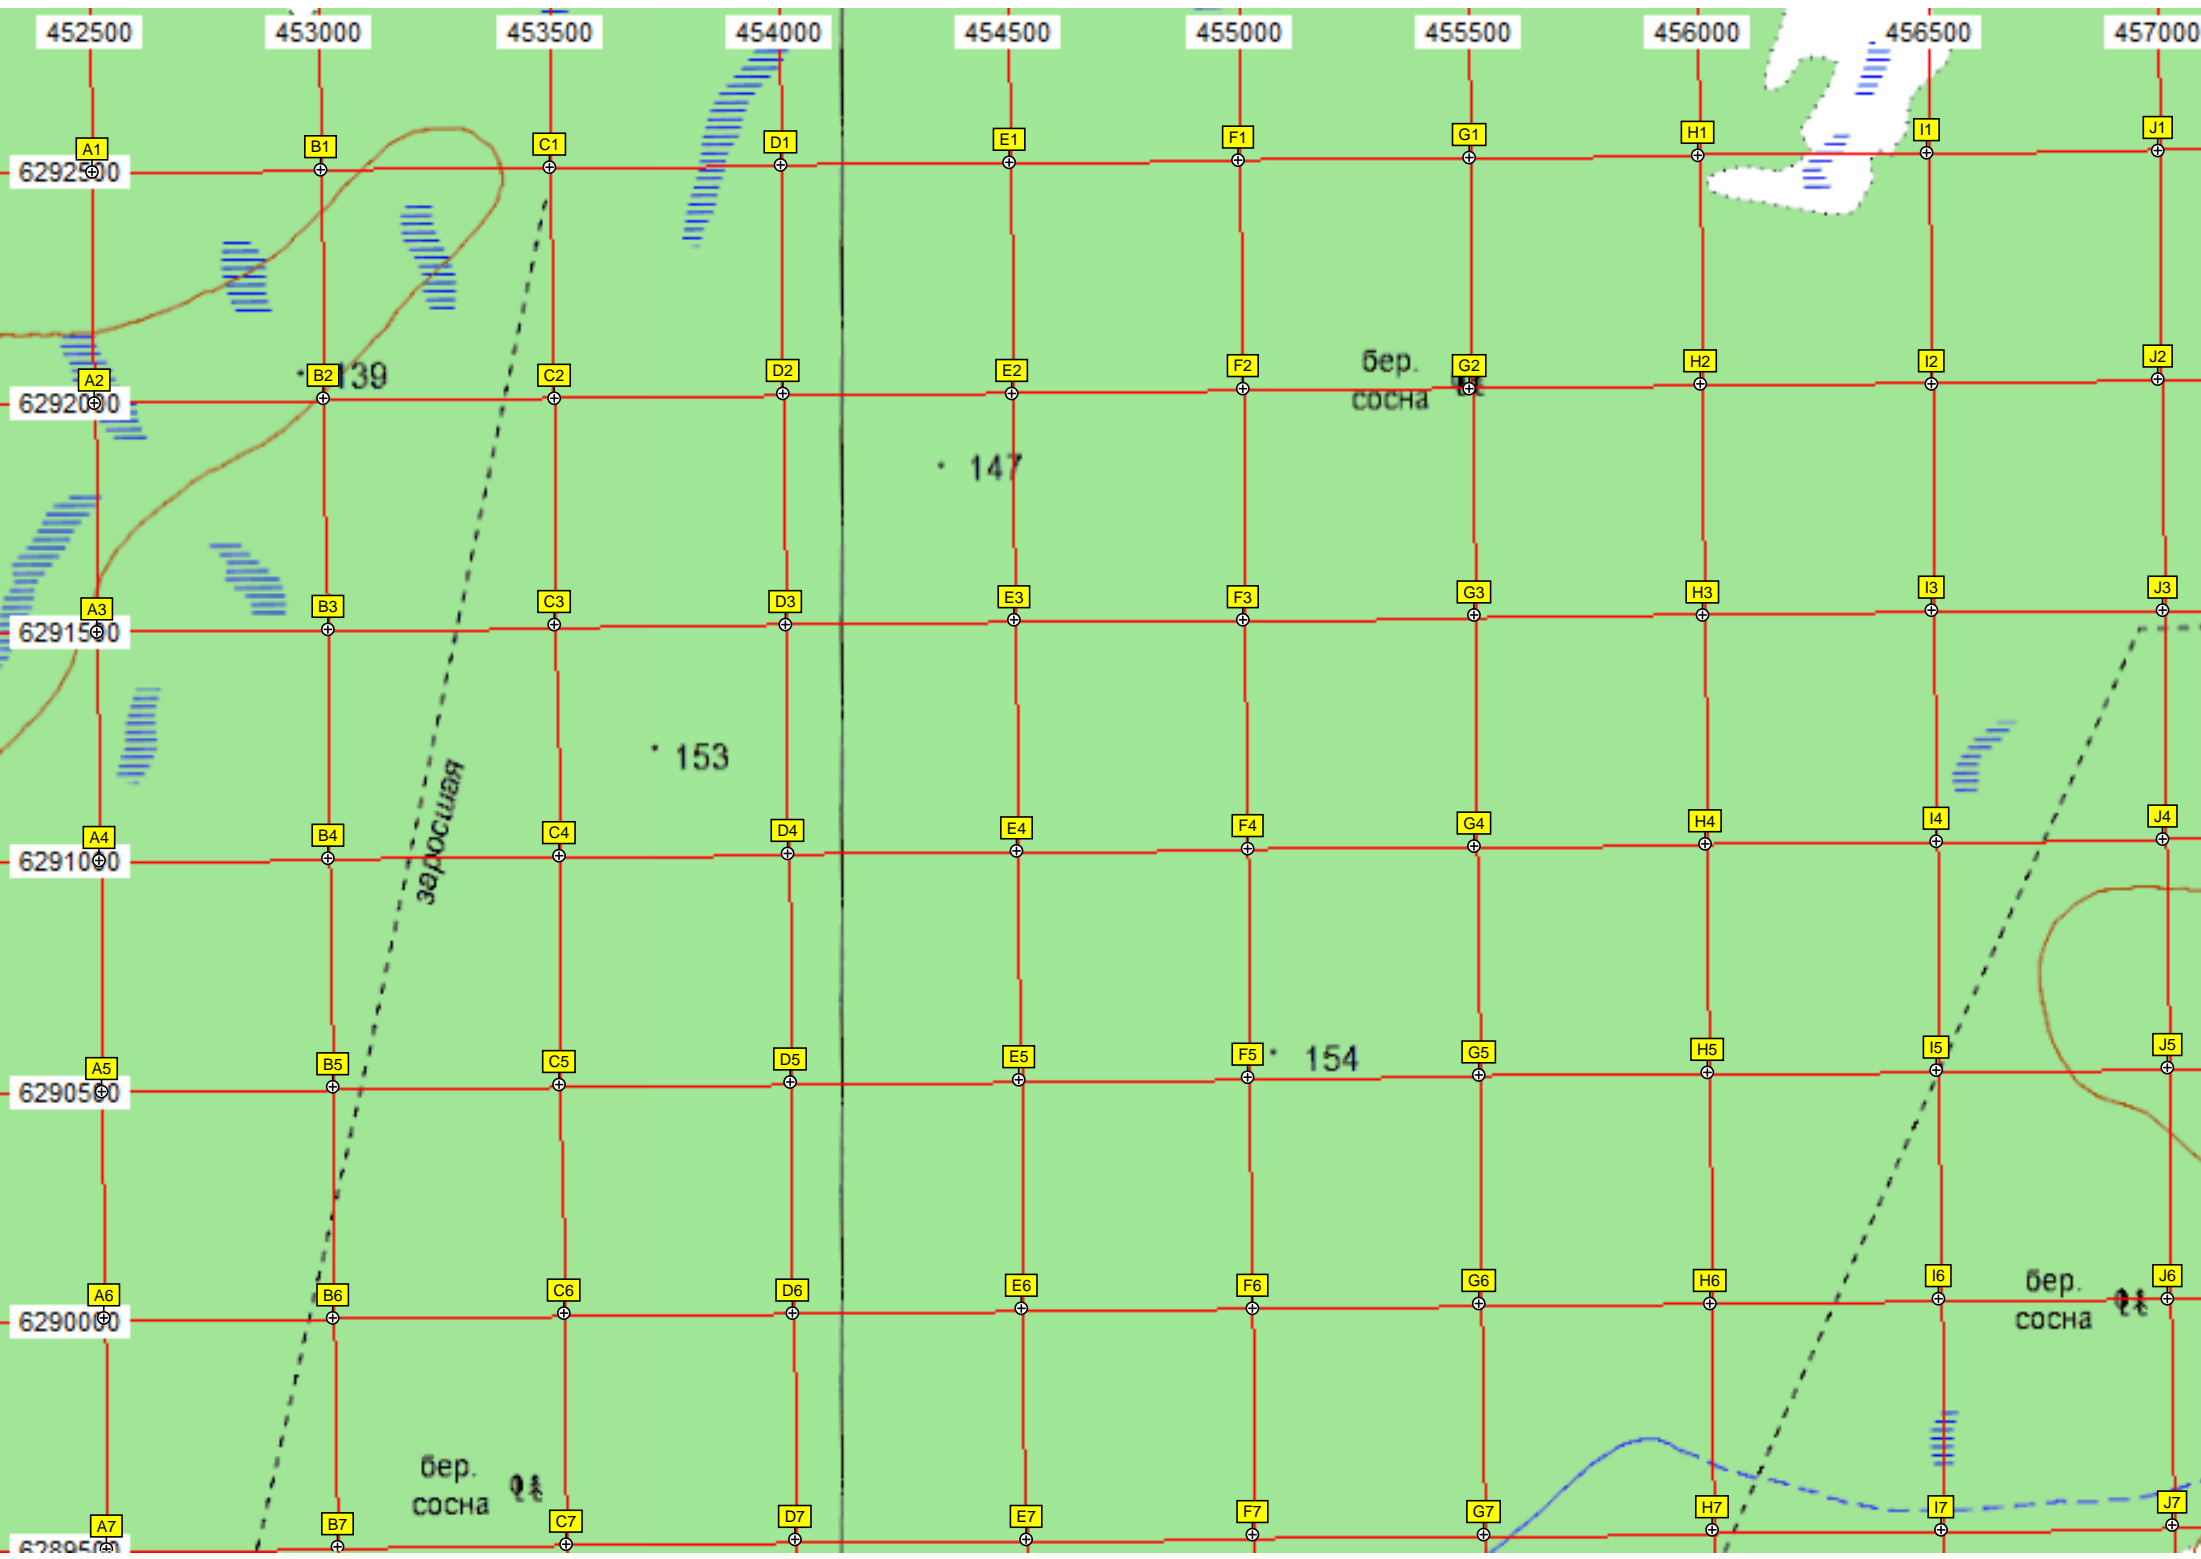 452500 453000 453500 454000 454500 455000 455500 456000 456500 457000
A1 B1 C1 D1 E1 F1 G1 H1 I1 J1
6292500
бер.
сосна
139
A2 B2 C2 D2 E2 F2 G2 H2 I2 J2
6292000
147
A3 B3 C3 D3 E3 F3 G3 H3 I3 J3
6291500
153
заросшая
A4 B4 C4 D4 E4 F4 G4 H4 I4 J4
6291000
154
A5 B5 C5 D5 E5 F5 G5 H5 I5 J5
6290500
A6 B6 C6 D6 E6 F6 G6 H6 I6 J6
6290000
бер.
сосна
бер.
сосна
A7 B7 C7 D7 E7 F7 G7 H7 I7 J7
6289500